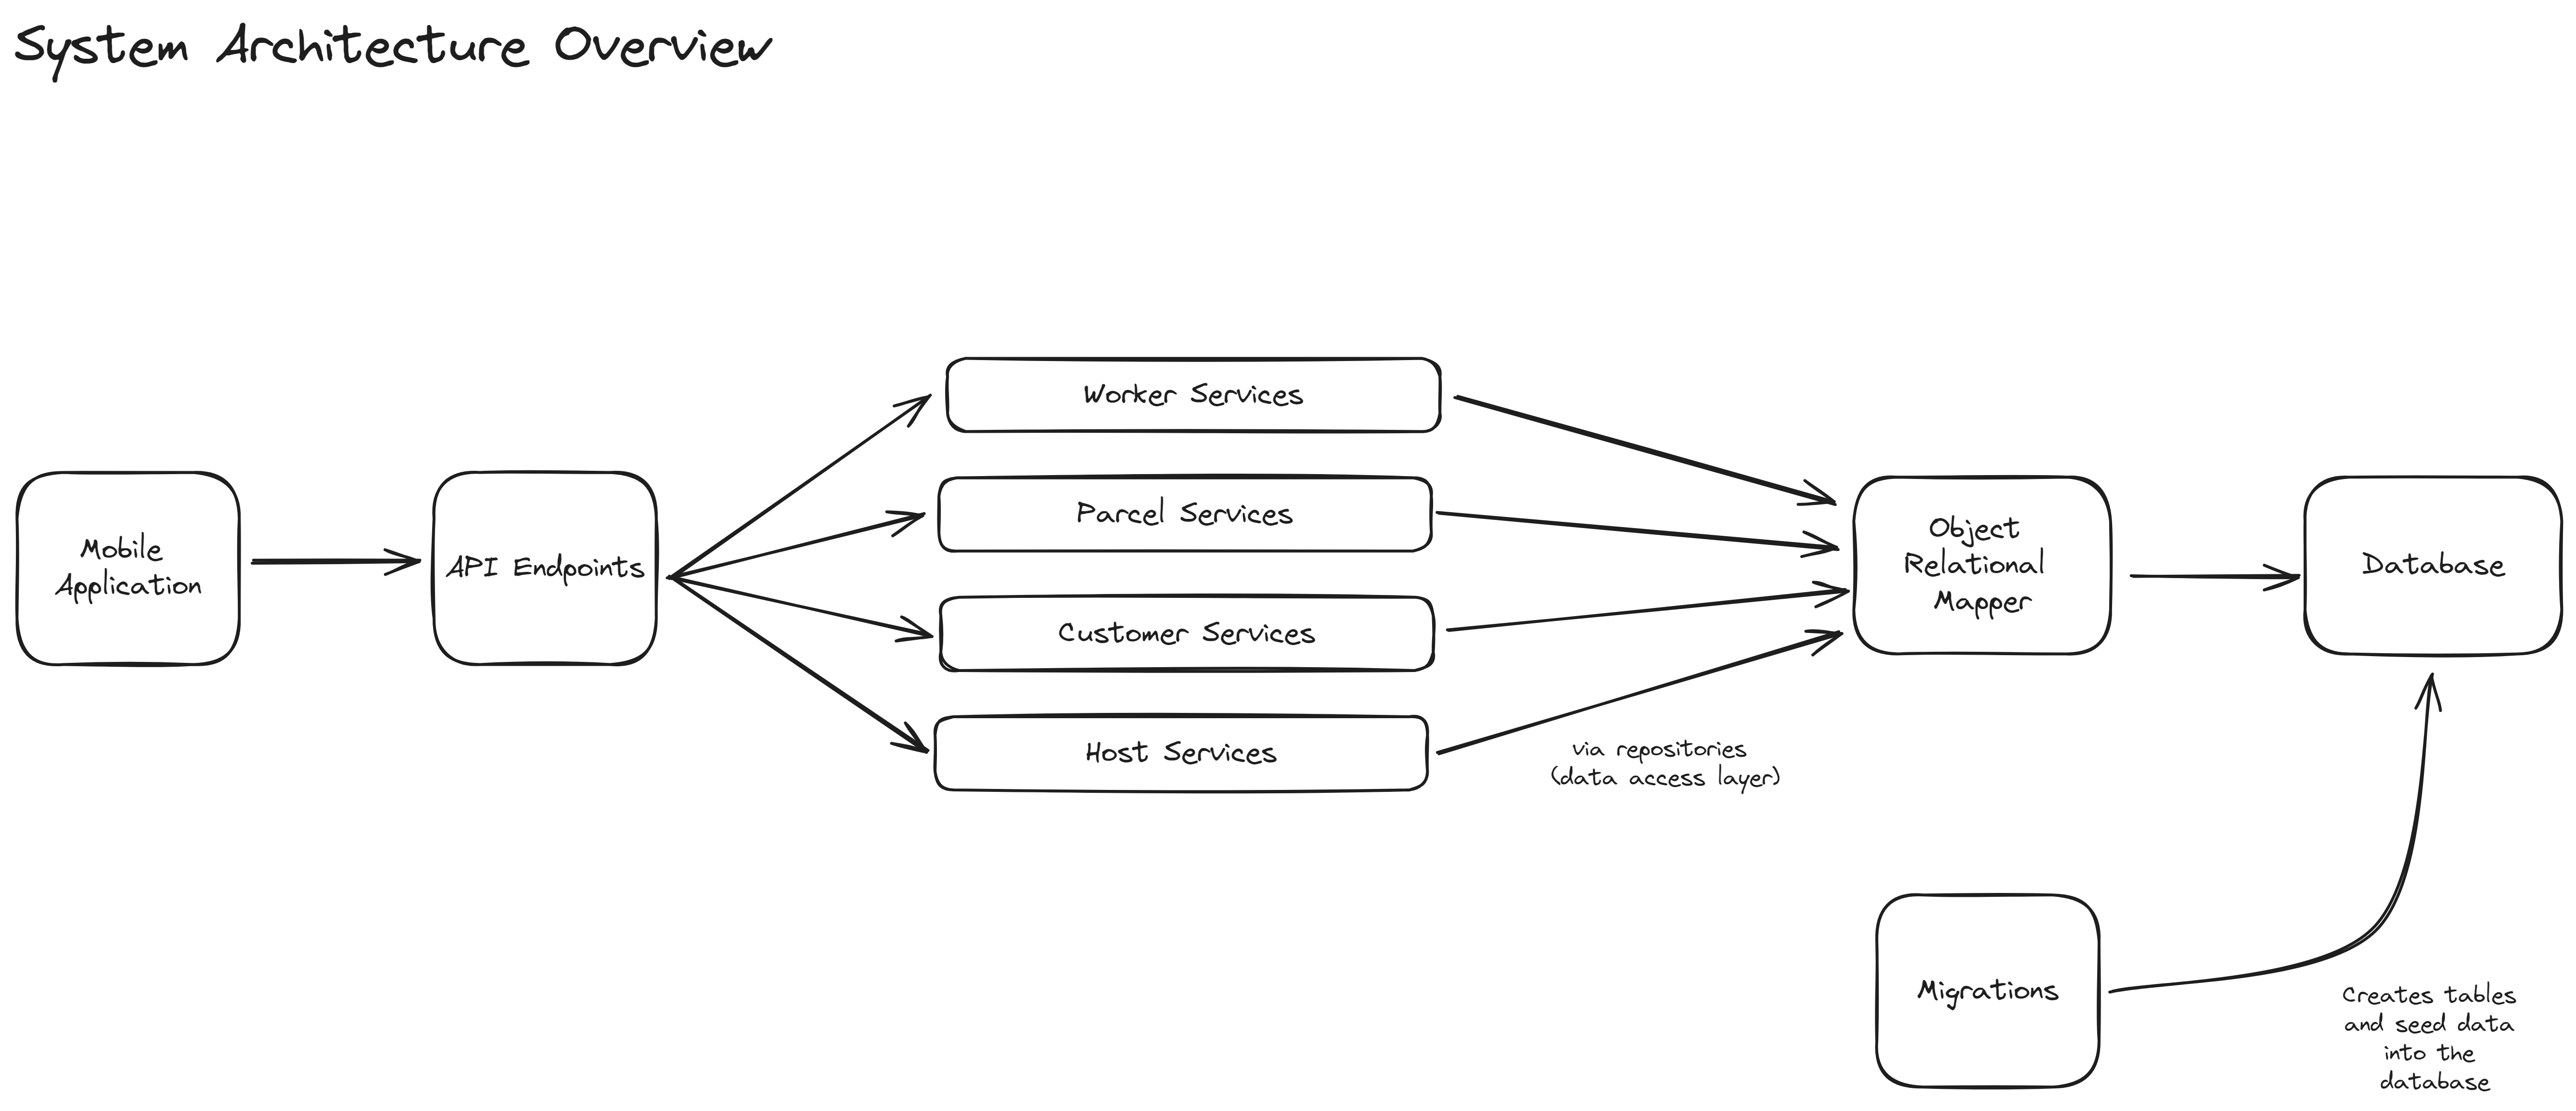 System Architecture Overview
Mobile
Application
API Endpoints
Worker Services
Parcel Services
Customer Services
Host Services
via repositories
(data access layer)
Object
Relational
Mapper
Database
Migrations
Creates tables
and seed data
into the
database